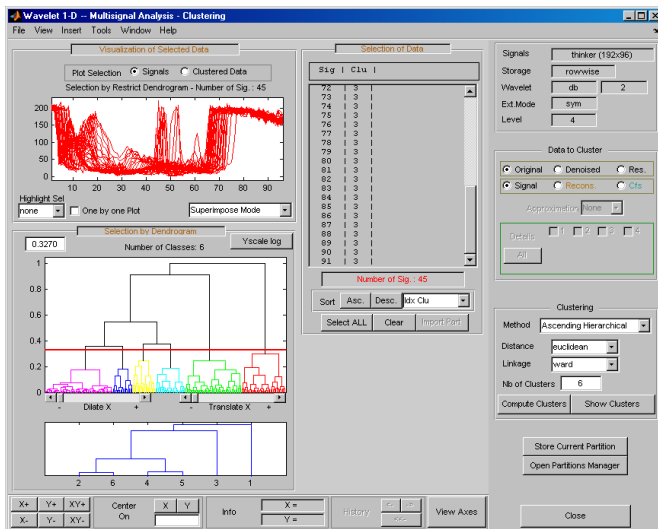 Wavelet 1-D -- Multisignal Analysis - Clustering
File View Insert Tools Window Help
Visualization of Selected Data
Plot Selection Signals Clustered Data
Selection by Restrict Dendrogram - Number of Sig. : 45
200
150
100
50
0
10 20 30 40 50 60 70 80 90
Highlight Sel
none One by one Plot Superimpose Mode
Selection by Dendrogram
0.3270 Number of Classes: 6 Yscale log
1
0.8
0.6
0.4
0.2
0
- Dilate X + - Translate X +
2 6 4 5 3 1
Selection of Data
Sig | Clu |
72 | 3 |
73 | 3 |
74 | 3 |
75 | 3 |
76 | 3 |
77 | 3 |
78 | 3 |
79 | 3 |
80 | 3 |
81 | 3 |
82 | 3 |
83 | 3 |
84 | 3 |
85 | 3 |
86 | 3 |
87 | 3 |
88 | 3 |
89 | 3 |
90 | 3 |
91 | 3 |
Number of Sig.: 45
Sort Asc. Desc. Idx Clu
Select ALL Clear Import Part
Signals thinker (192x96)
Storage rowwise
Wavelet db 2
Ext.Mode sym
Level 4
Data to Cluster
Original Denoised Res.
Signal Recons. Cfs
Approximation None
Details 1 2 3 4
All
Clustering
Method Ascending Hierarchical
Distance euclidean
Linkage ward
Nb of Clusters 6
Compute Clusters Show Clusters
Store Current Partition
Open Partitions Manager
Close
X+ Y+ XY+
X- Y- XY-
Center On X Y
Info X =
Y =
History <- ->
<<-
View Axes